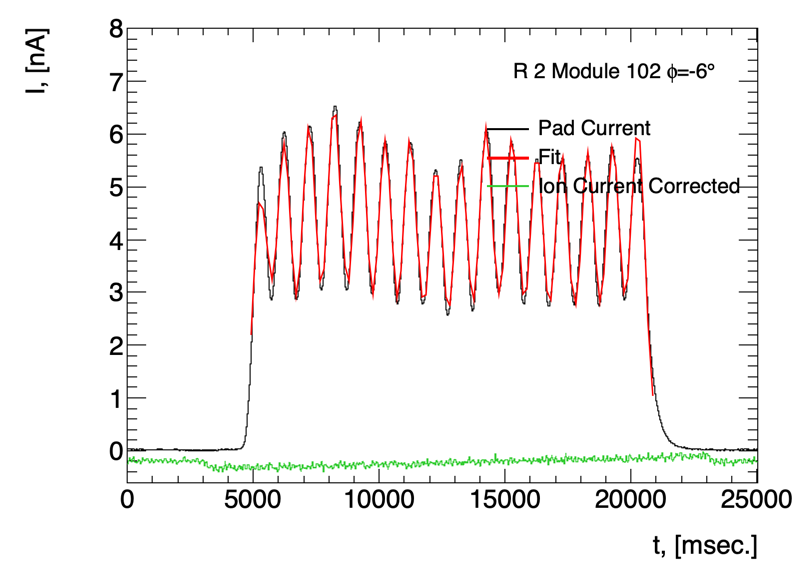 I, [nA]
8
7
6
5
4
3
2
1
0
R 2 Module 102 ϕ=-6°
Pad Current
Fit
Ion Current Corrected
0 5000 10000 15000 20000 25000
t, [msec.]